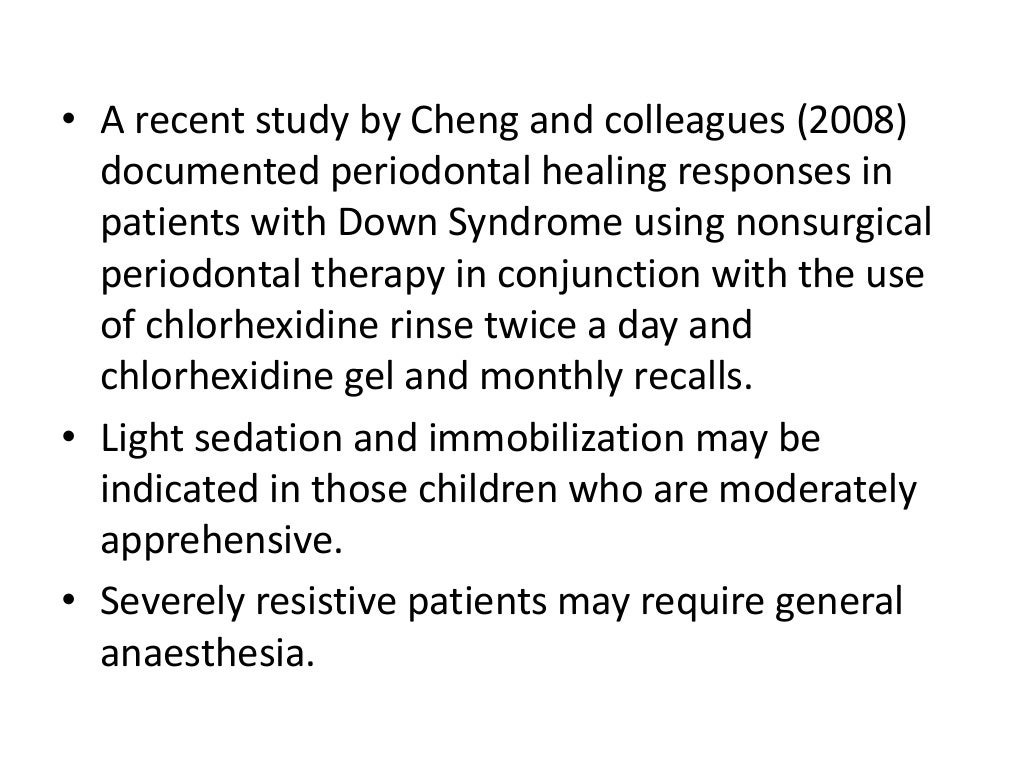 • A recent study by Cheng and colleagues (2008)
documented periodontal healing responses in
patients with Down Syndrome using nonsurgical
periodontal therapy in conjunction with the use
of chlorhexidine rinse twice a day and
chlorhexidine gel and monthly recalls.
• Light sedation and immobilization may be
indicated in those children who are moderately
apprehensive.
• Severely resistive patients may require general
anaesthesia.